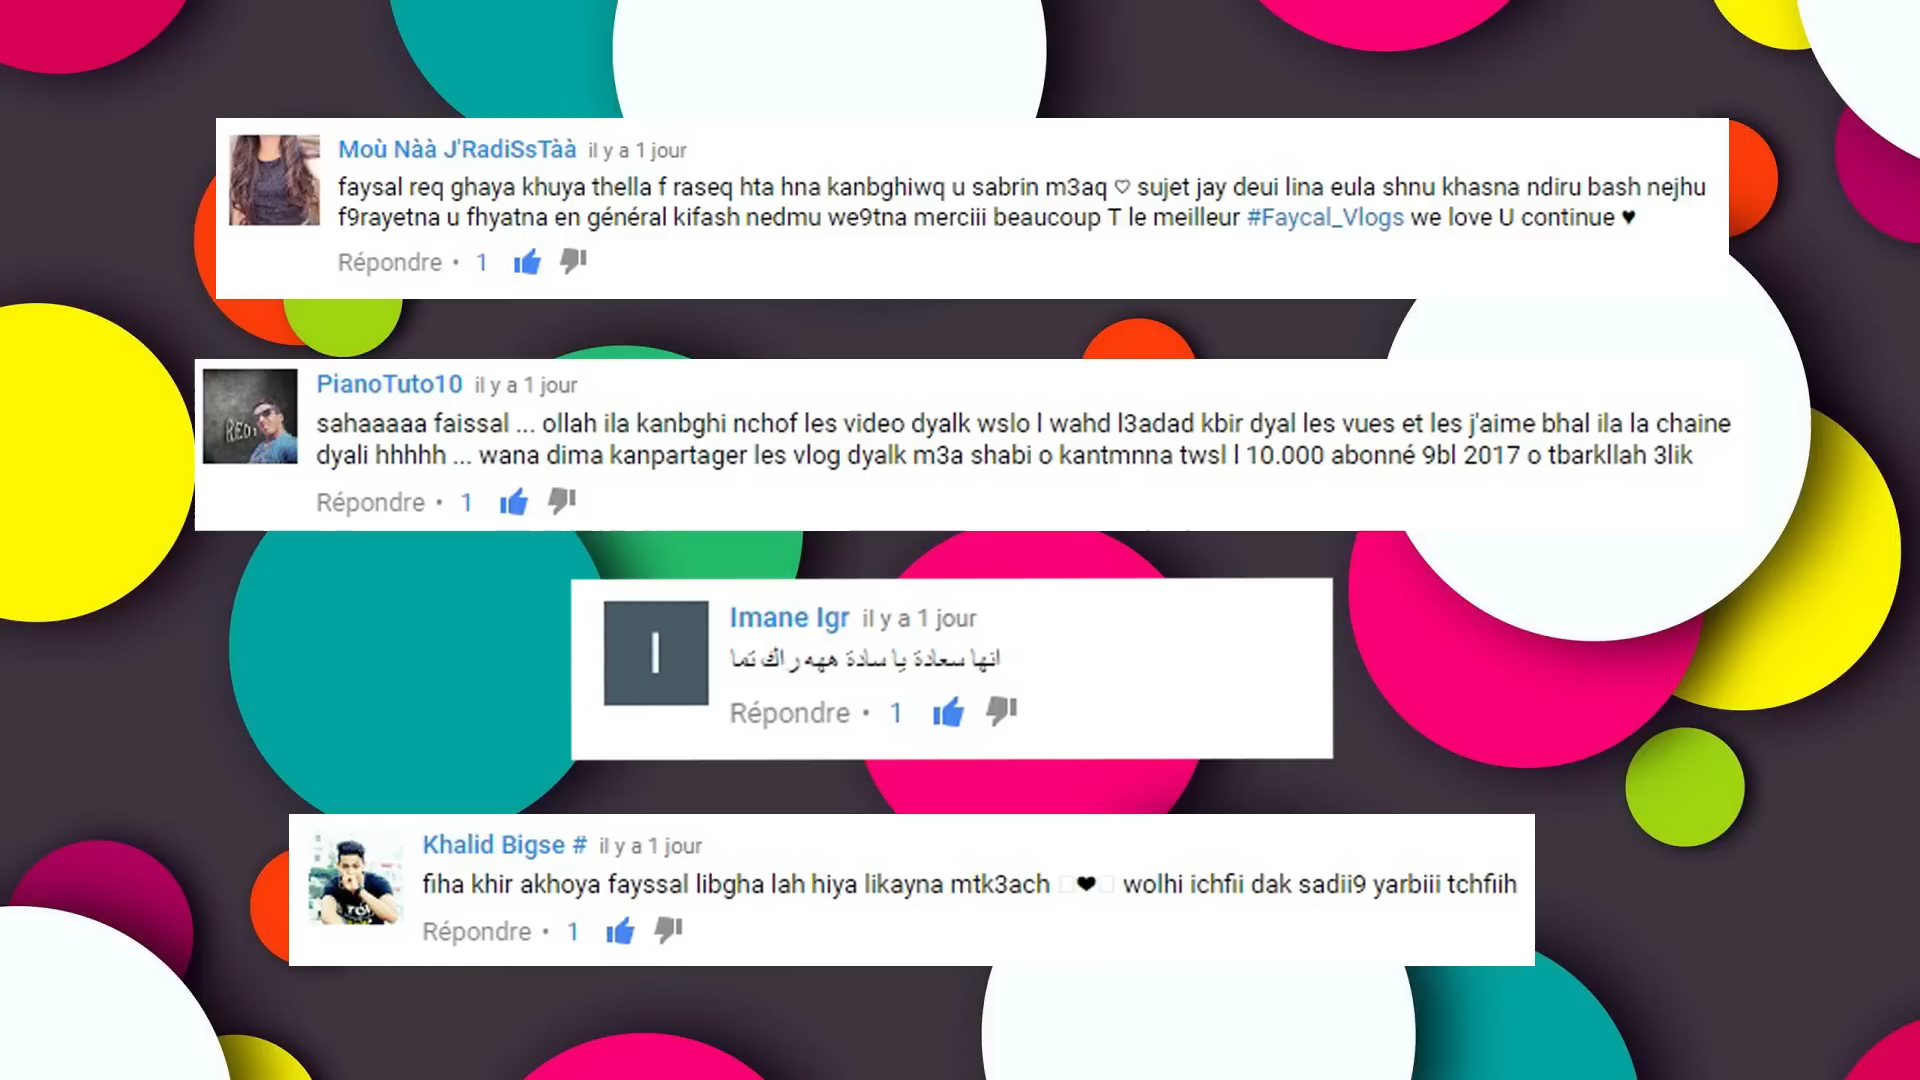 Moù Nàà J'RadiSsTàà il y a 1 jour
faysal req ghaya khuya thella f raseq hta hna kanbghiwq u sabrin m3aq ♡ sujet jay deui lina eula shnu khasna ndiru bash nejhu
f9rayetna u fhyatna en général kifash nedmu we9tna merciii beaucoup T le meilleur #Faycal_Vlogs we love U continue ♥
Répondre • 1
PianoTuto10 il y a 1 jour
sahaaaaa faissal ... ollah ila kanbghi nchof les video dyalk wslo l wahd l3adad kbir dyal les vues et les j'aime bhal ila la chaine
dyali hhhhh ... wana dima kanpartager les vlog dyalk m3a shabi o kantmnna twsl l 10.000 abonné 9bl 2017 o tbarkllah 3lik
Répondre • 1
I
Imane Igr il y a 1 jour
انها سعادة يا سادة ههه راك تما
Répondre • 1
Khalid Bigse # il y a 1 jour
fiha khir akhoya fayssal libgha lah hiya likayna mtk3ach ❤ wolhi ichfii dak sadii9 yarbiii tchfiih
Répondre • 1